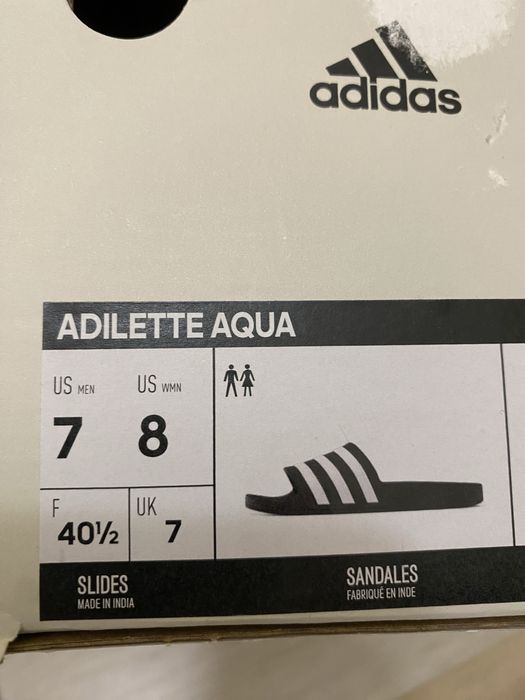 adidas
ADILETTE AQUA
US MEN US WMN
7 8
F UK
40½ 7
SLIDES
MADE IN INDIA
SANDALES
FABRIQUÉ EN INDE